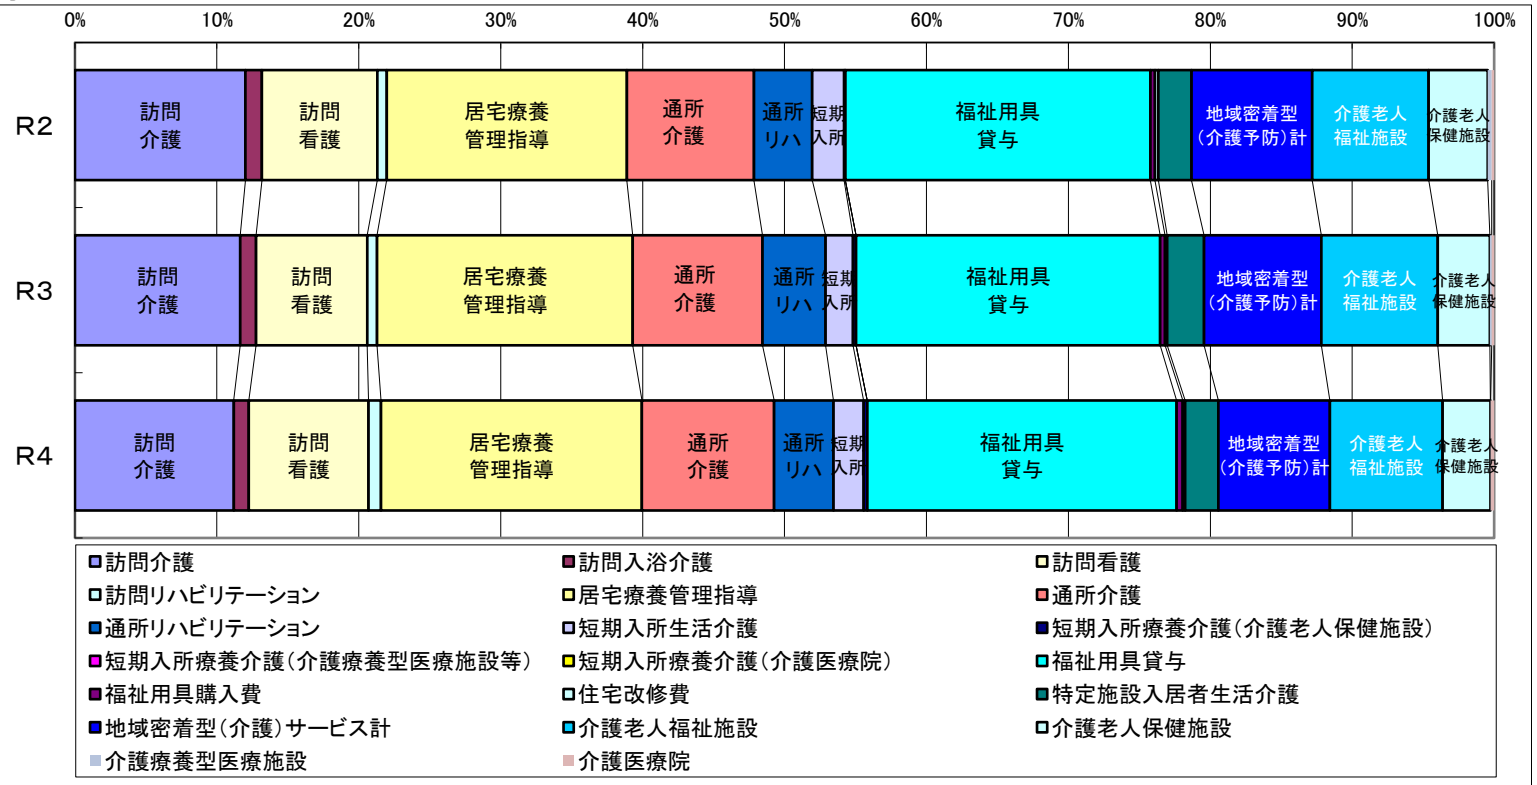 0% 10% 20% 30% 40% 50% 60% 70% 80% 90% 100%
R2
訪問
介護
訪問
看護
居宅療養
管理指導
通所
介護
通所
リハ
短期
入所
福祉用具
貸与
地域密着型
(介護予防)計
介護老人
福祉施設
介護老人
保健施設
R3
訪問
介護
訪問
看護
居宅療養
管理指導
通所
介護
通所
リハ
短期
入所
福祉用具
貸与
地域密着型
(介護予防)計
介護老人
福祉施設
介護老人
保健施設
R4
訪問
介護
訪問
看護
居宅療養
管理指導
通所
介護
通所
リハ
短期
入所
福祉用具
貸与
地域密着型
(介護予防)計
介護老人
福祉施設
介護老人
保健施設
訪問介護 訪問入浴介護 訪問看護
訪問リハビリテーション 居宅療養管理指導 通所介護
通所リハビリテーション 短期入所生活介護 短期入所療養介護(介護老人保健施設)
短期入所療養介護(介護療養型医療施設等) 短期入所療養介護(介護医療院) 福祉用具貸与
福祉用具購入費 住宅改修費 特定施設入居者生活介護
地域密着型(介護)サービス計 介護老人福祉施設 介護老人保健施設
介護療養型医療施設 介護医療院